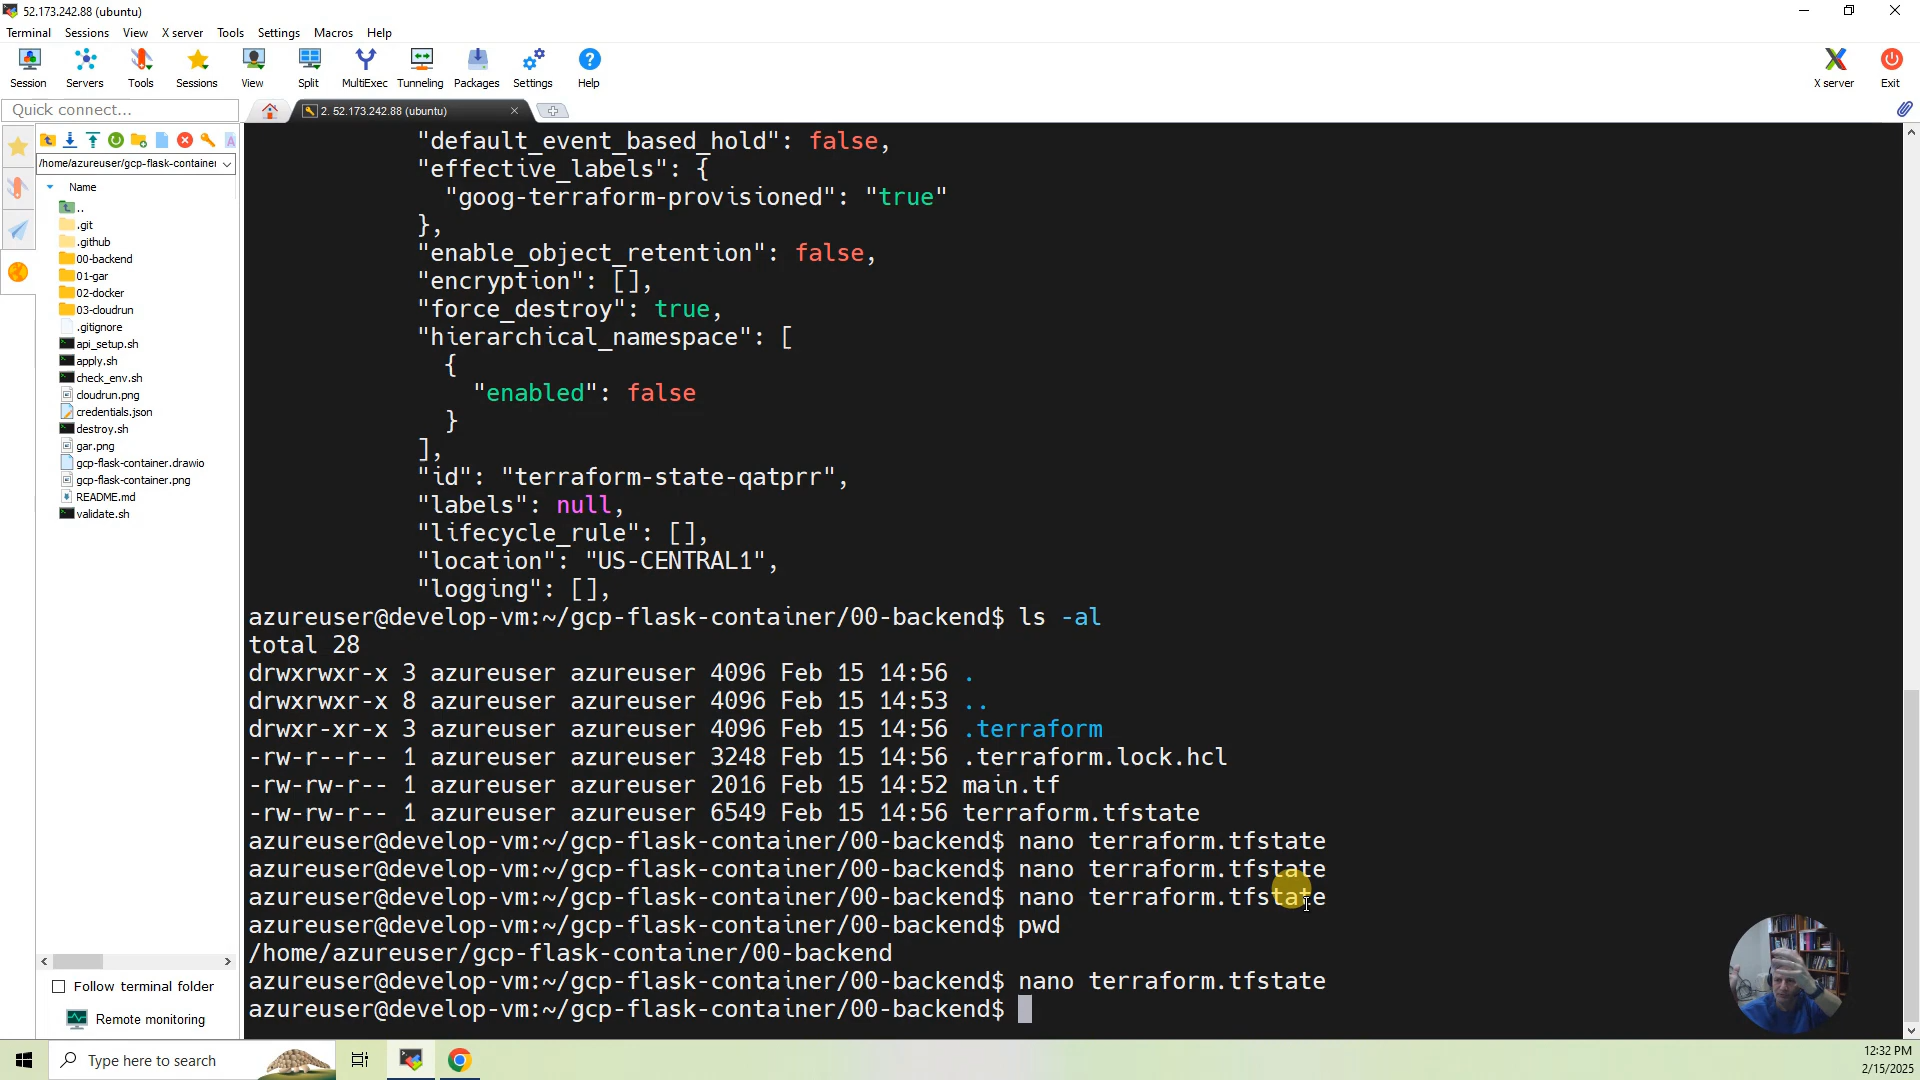 52.173.242.88 (ubuntu)
Terminal Sessions View X server Tools Settings Macros Help
Session Servers Tools Sessions View Split MultiExec Tunneling Packages Settings Help X server Exit
Quick connect...
2. 52.173.242.88 (ubuntu)
/home/azureuser/gcp-flask-container
Name
..
.git
.github
00-backend
01-gar
02-docker
03-cloudrun
.gitignore
api_setup.sh
apply.sh
check_env.sh
cloudrun.png
credentials.json
destroy.sh
gar.png
gcp-flask-container.drawio
gcp-flask-container.png
README.md
validate.sh
Follow terminal folder
Remote monitoring
"default_event_based_hold": false,
"effective_labels": {
"goog-terraform-provisioned": "true"
},
"enable_object_retention": false,
"encryption": [],
"force_destroy": true,
"hierarchical_namespace": [
{
"enabled": false
}
],
"id": "terraform-state-qatprr",
"labels": null,
"lifecycle_rule": [],
"location": "US-CENTRAL1",
"logging": [],
azureuser@develop-vm:~/gcp-flask-container/00-backend$ ls -al
total 28
drwxrwxr-x 3 azureuser azureuser 4096 Feb 15 14:56 .
drwxrwxr-x 8 azureuser azureuser 4096 Feb 15 14:53 ..
drwxr-xr-x 3 azureuser azureuser 4096 Feb 15 14:56 .terraform
-rw-r--r-- 1 azureuser azureuser 3248 Feb 15 14:56 .terraform.lock.hcl
-rw-rw-r-- 1 azureuser azureuser 2016 Feb 15 14:52 main.tf
-rw-rw-r-- 1 azureuser azureuser 6549 Feb 15 14:56 terraform.tfstate
azureuser@develop-vm:~/gcp-flask-container/00-backend$ nano terraform.tfstate
azureuser@develop-vm:~/gcp-flask-container/00-backend$ nano terraform.tfstate
azureuser@develop-vm:~/gcp-flask-container/00-backend$ nano terraform.tfstate
azureuser@develop-vm:~/gcp-flask-container/00-backend$ pwd
/home/azureuser/gcp-flask-container/00-backend
azureuser@develop-vm:~/gcp-flask-container/00-backend$ nano terraform.tfstate
azureuser@develop-vm:~/gcp-flask-container/00-backend$
Type here to search
12:32 PM
2/15/2025